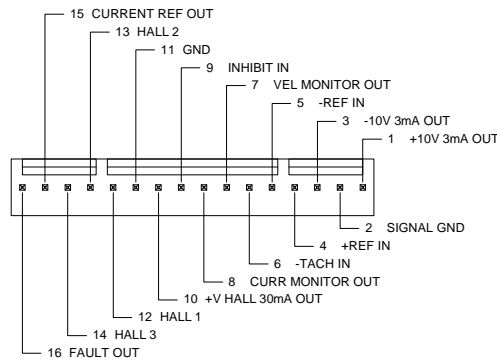 15 CURRENT REF OUT
13 HALL 2
11 GND
9 INHIBIT IN
7 VEL MONITOR OUT
5 -REF IN
3 -10V 3mA OUT
1 +10V 3mA OUT
2 SIGNAL GND
4 +REF IN
6 -TACH IN
8 CURR MONITOR OUT
10 +V HALL 30mA OUT
12 HALL 1
14 HALL 3
16 FAULT OUT